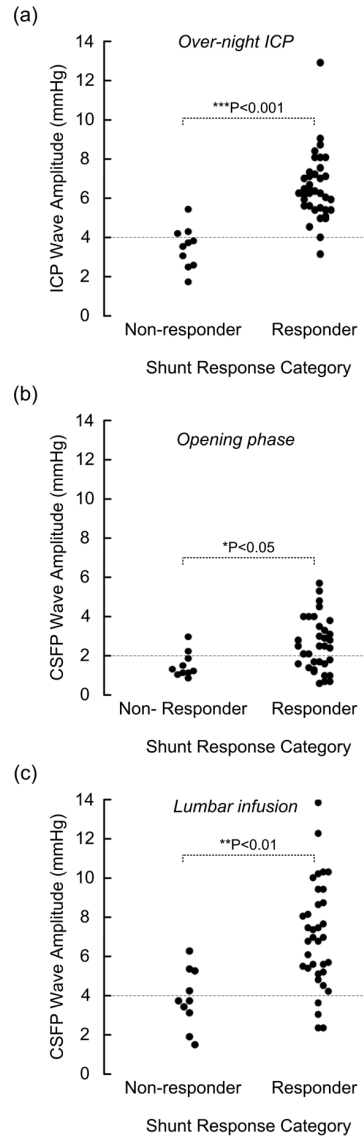 (a)
Over-night ICP
***P<0.001
ICP Wave Amplitude (mmHg)
14
12
10
8
6
4
2
0
Non-responder Responder
Shunt Response Category
(b)
Opening phase
*P<0.05
CSFP Wave Amplitude (mmHg)
14
12
10
8
6
4
2
0
Non- Responder Responder
Shunt Response Category
(c)
Lumbar infusion
**P<0.01
CSFP Wave Amplitude (mmHg)
14
12
10
8
6
4
2
0
Non-responder Responder
Shunt Response Category